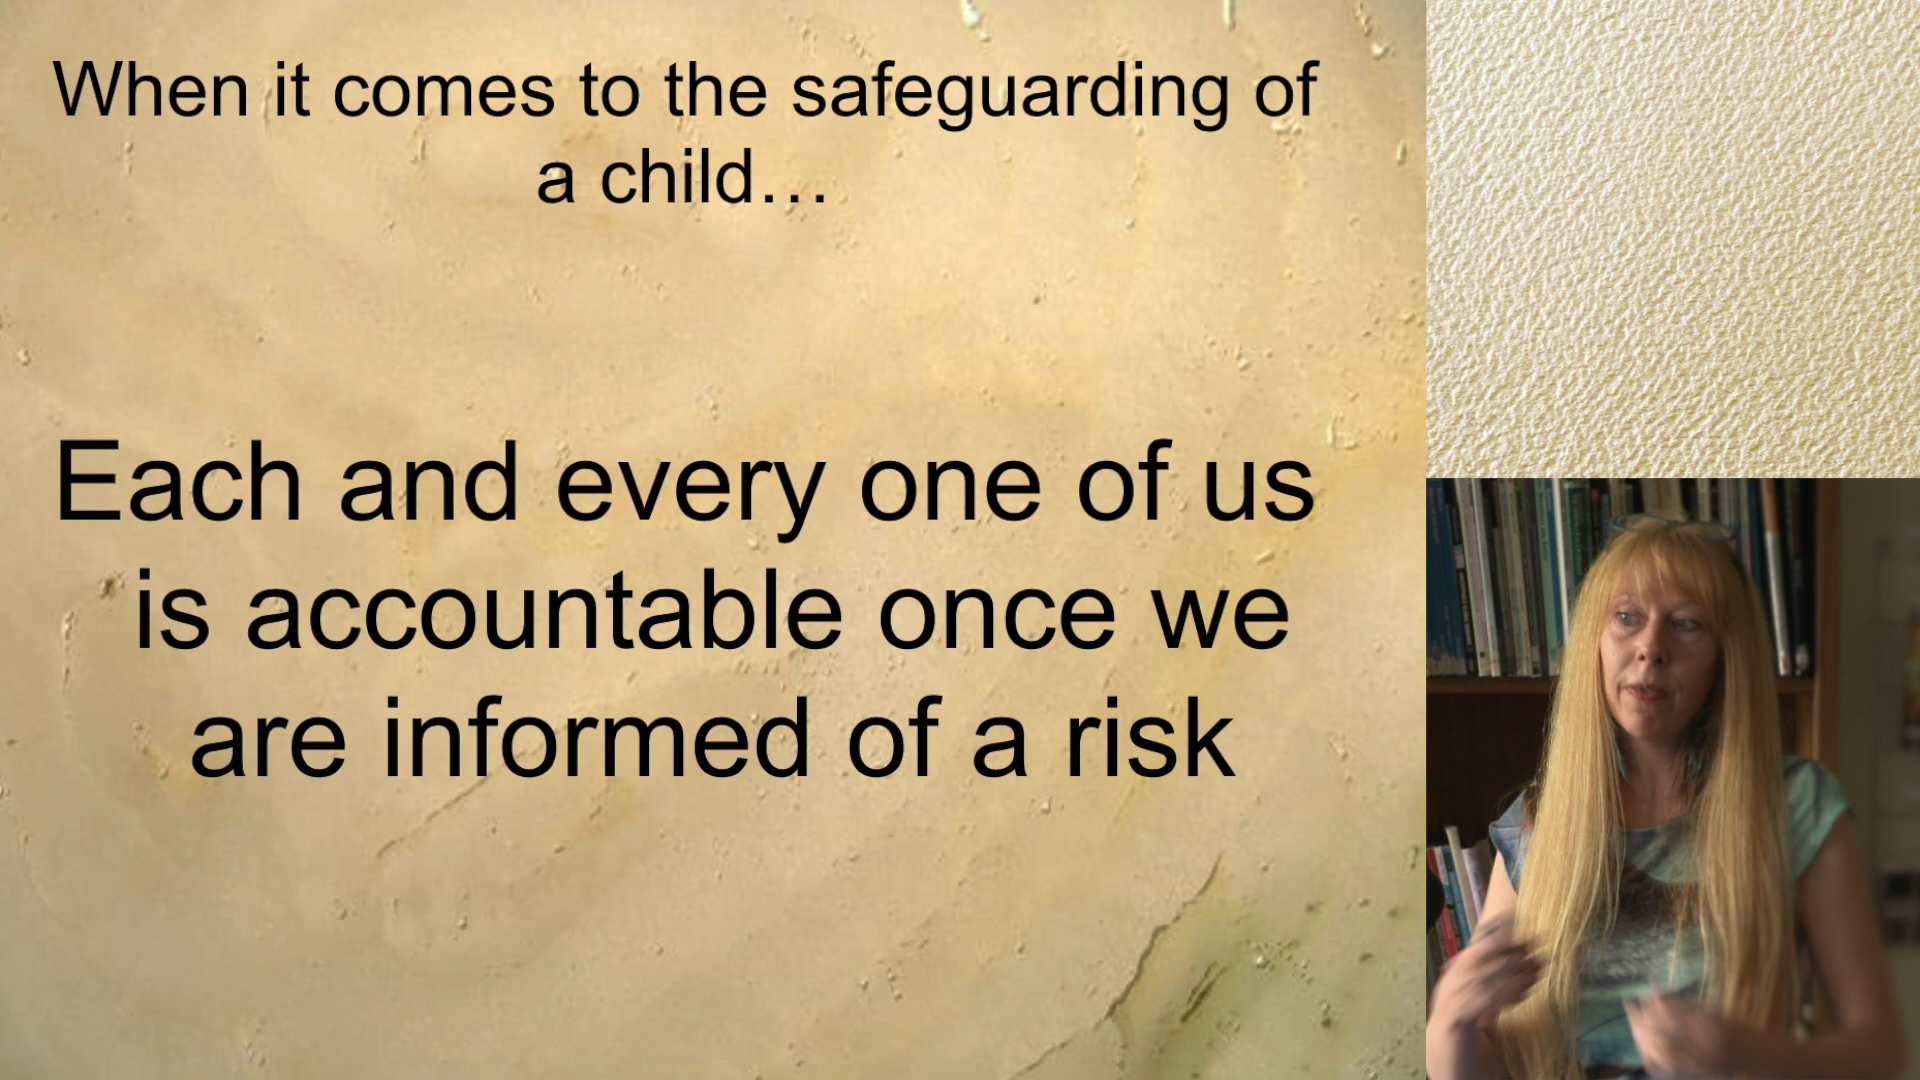 When it comes to the safeguarding of
a child…
Each and every one of us
is accountable once we
are informed of a risk